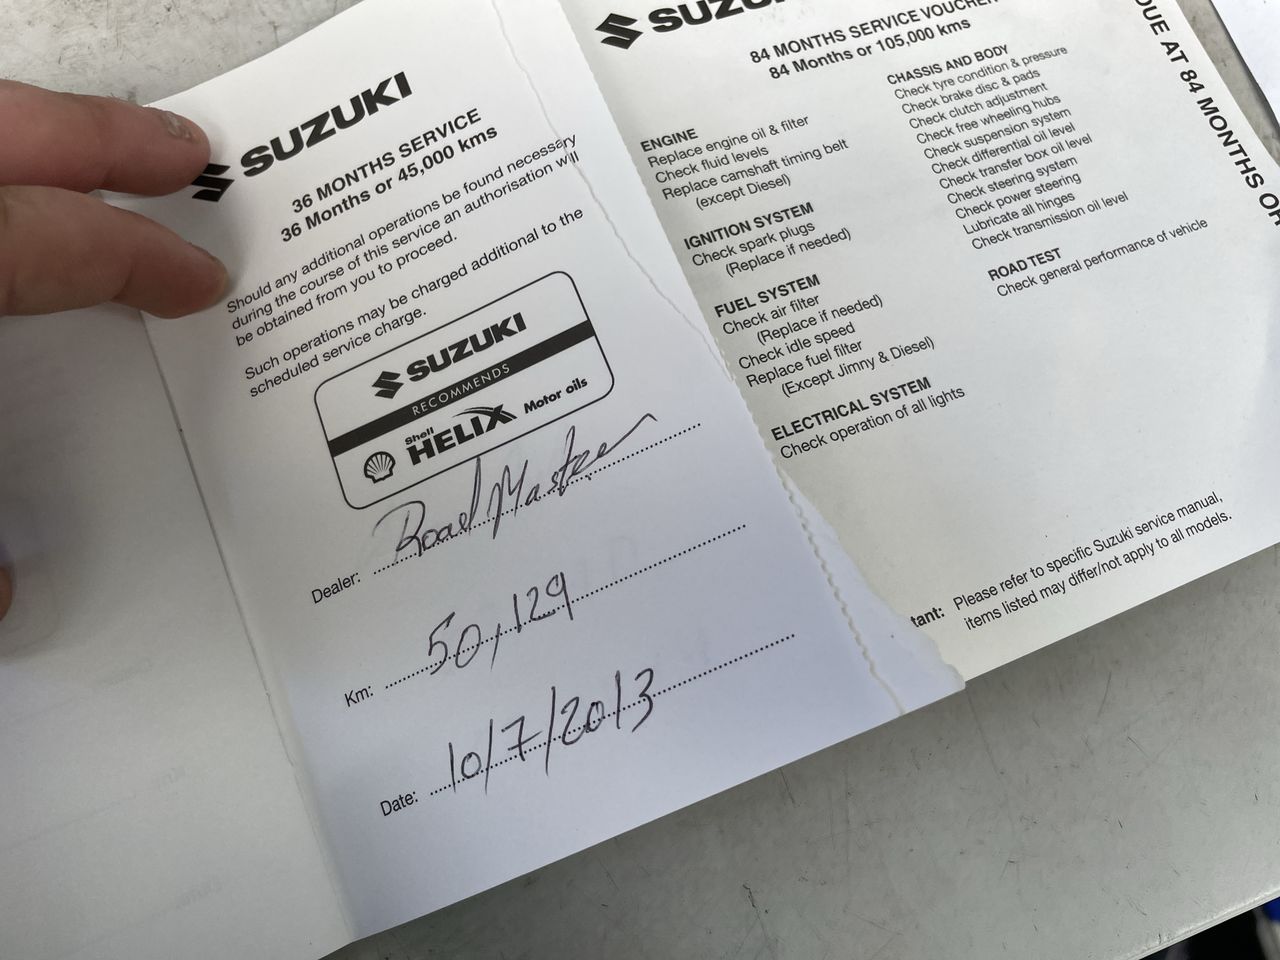 SUZUKI
36 MONTHS SERVICE
36 Months or 45,000 kms
Should any additional operations be found necessary
during the course of this service an authorisation will
be obtained from you to proceed.
Such operations may be charged additional to the
scheduled service charge.
SUZUKI
RECOMMENDS
Shell
HELIX Motor oils
Dealer: Road Master
Km: 50,129
Date: 10/7/2013
SUZU
84 MONTHS SERVICE VOUCHER
84 Months or 105,000 kms
ENGINE
Replace engine oil & filter
Check fluid levels
Replace camshaft timing belt
(except Diesel)
IGNITION SYSTEM
Check spark plugs
(Replace if needed)
FUEL SYSTEM
Check air filter
(Replace if needed)
Check idle speed
Replace fuel filter
(Except Jimny & Diesel)
ELECTRICAL SYSTEM
Check operation of all lights
CHASSIS AND BODY
Check tyre condition & pressure
Check brake disc & pads
Check clutch adjustment
Check free wheeling hubs
Check suspension system
Check differential oil level
Check transfer box oil level
Check steering system
Check power steering
Lubricate all hinges
Check transmission oil level
ROAD TEST
Check general performance of vehicle
tant: Please refer to specific Suzuki service manual,
items listed may differ/not apply to all models.
DUE AT 84 MONTHS OR